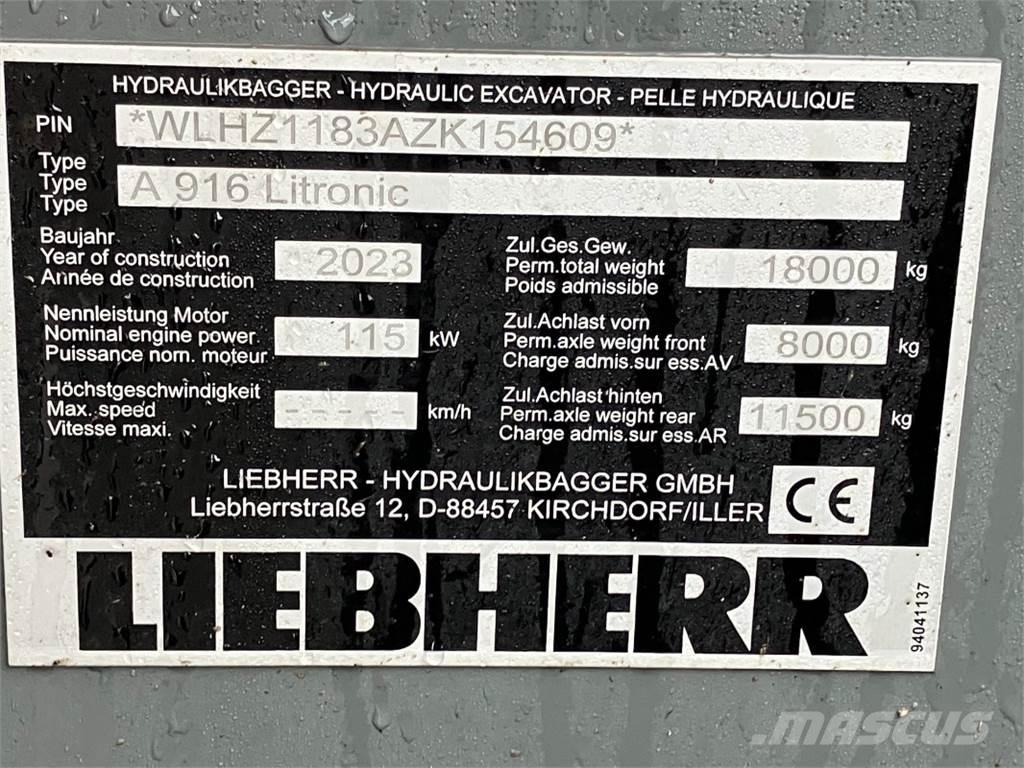 HYDRAULIKBAGGER - HYDRAULIC EXCAVATOR - PELLE HYDRAULIQUE
PIN *WLHZ1183AZK154609*
Type
Type A 916 Litronic
Type
Baujahr
Year of construction 2023
Année de construction
Nennleistung Motor
Nominal engine power 115 kW
Puissance nom. moteur
Höchstgeschwindigkeit
Max. speed ----- km/h
Vitesse maxi.
Zul.Ges.Gew.
Perm.total weight 18000 kg
Poids admissible
Zul.Achlast vorn
Perm.axle weight front 8000 kg
Charge admis.sur ess.AV
Zul.Achlast hinten
Perm.axle weight rear 11500 kg
Charge admis.sur ess.AR
LIEBHERR - HYDRAULIKBAGGER GMBH
Liebherrstraße 12, D-88457 KIRCHDORF/ILLER
CE
LIEBHERR
94041137
MASCUS